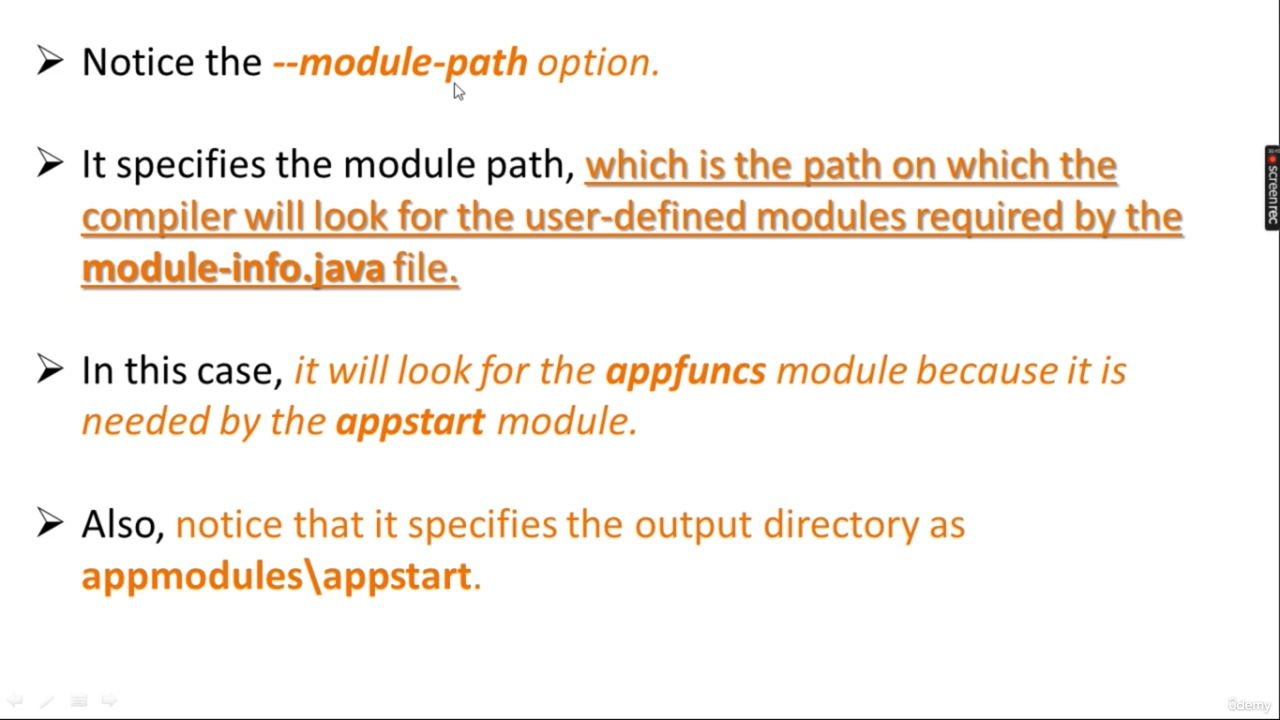 Notice the --module-path option.
It specifies the module path, which is the path on which the
compiler will look for the user-defined modules required by the
module-info.java file.
In this case, it will look for the appfuncs module because it is
needed by the appstart module.
Also, notice that it specifies the output directory as
appmodules\appstart.
screenrec
ûdemy